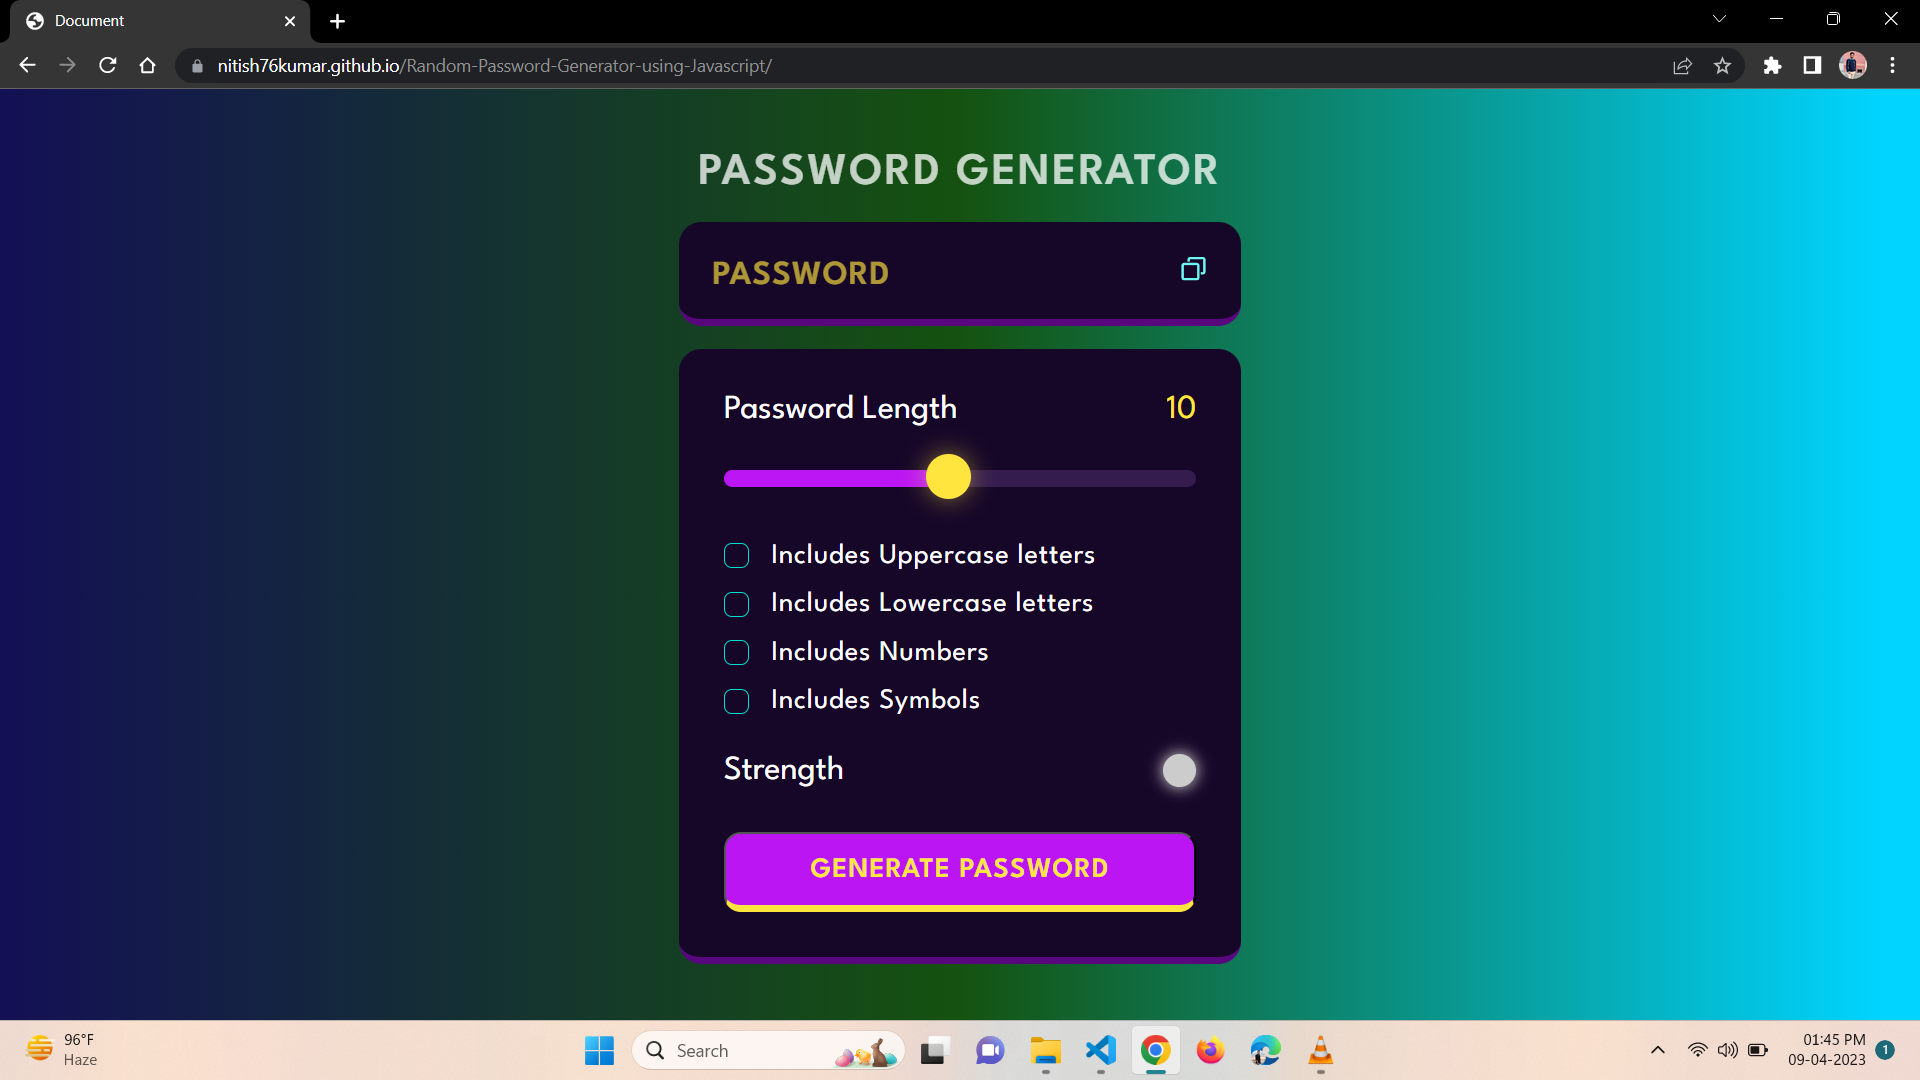 Document
nitish76kumar.github.io/Random-Password-Generator-using-Javascript/
PASSWORD GENERATOR
PASSWORD
Password Length 10
Includes Uppercase letters
Includes Lowercase letters
Includes Numbers
Includes Symbols
Strength
GENERATE PASSWORD
96°F
Haze
Search
01:45 PM
09-04-2023
1